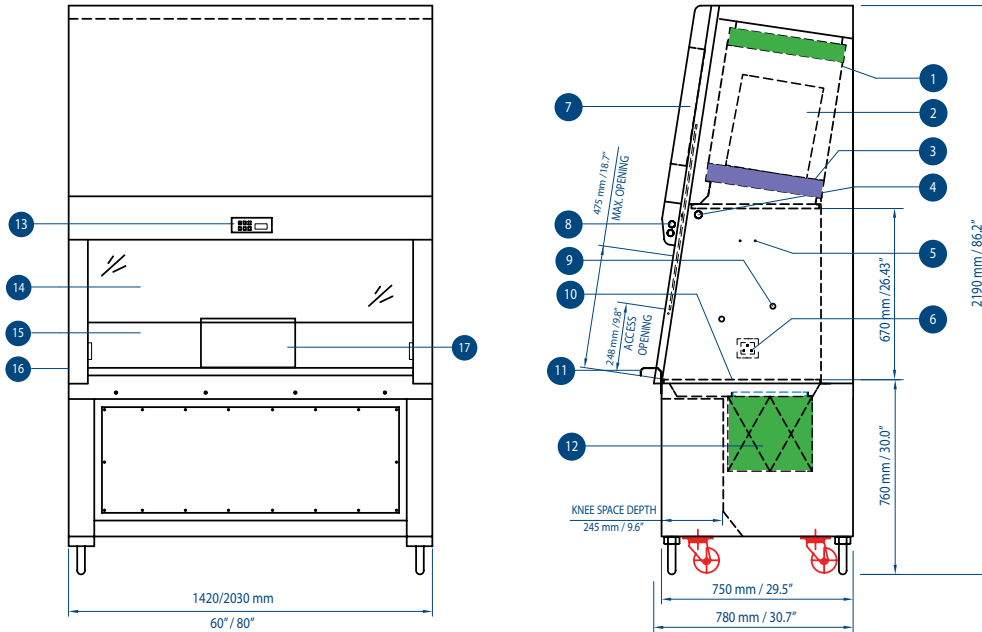 13
14
15
16
17
1420/2030 mm
60" / 80"
7
8
9
10
11
12
475 mm / 18.7"
MAX. OPENING
248 mm / 9.8"
ACCESS
OPENING
KNEE SPACE DEPTH
245 mm / 9.6"
1
2
3
4
5
6
670 mm / 26.43"
760 mm / 30.0"
2190 mm / 86.2"
750 mm / 29.5"
780 mm / 30.7"